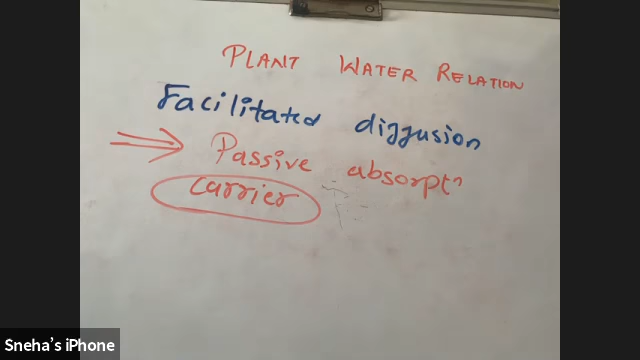 PLANT WATER RELATION
Facilitated diffusion
Passive absorptⁿ
carrier
Sneha's iPhone